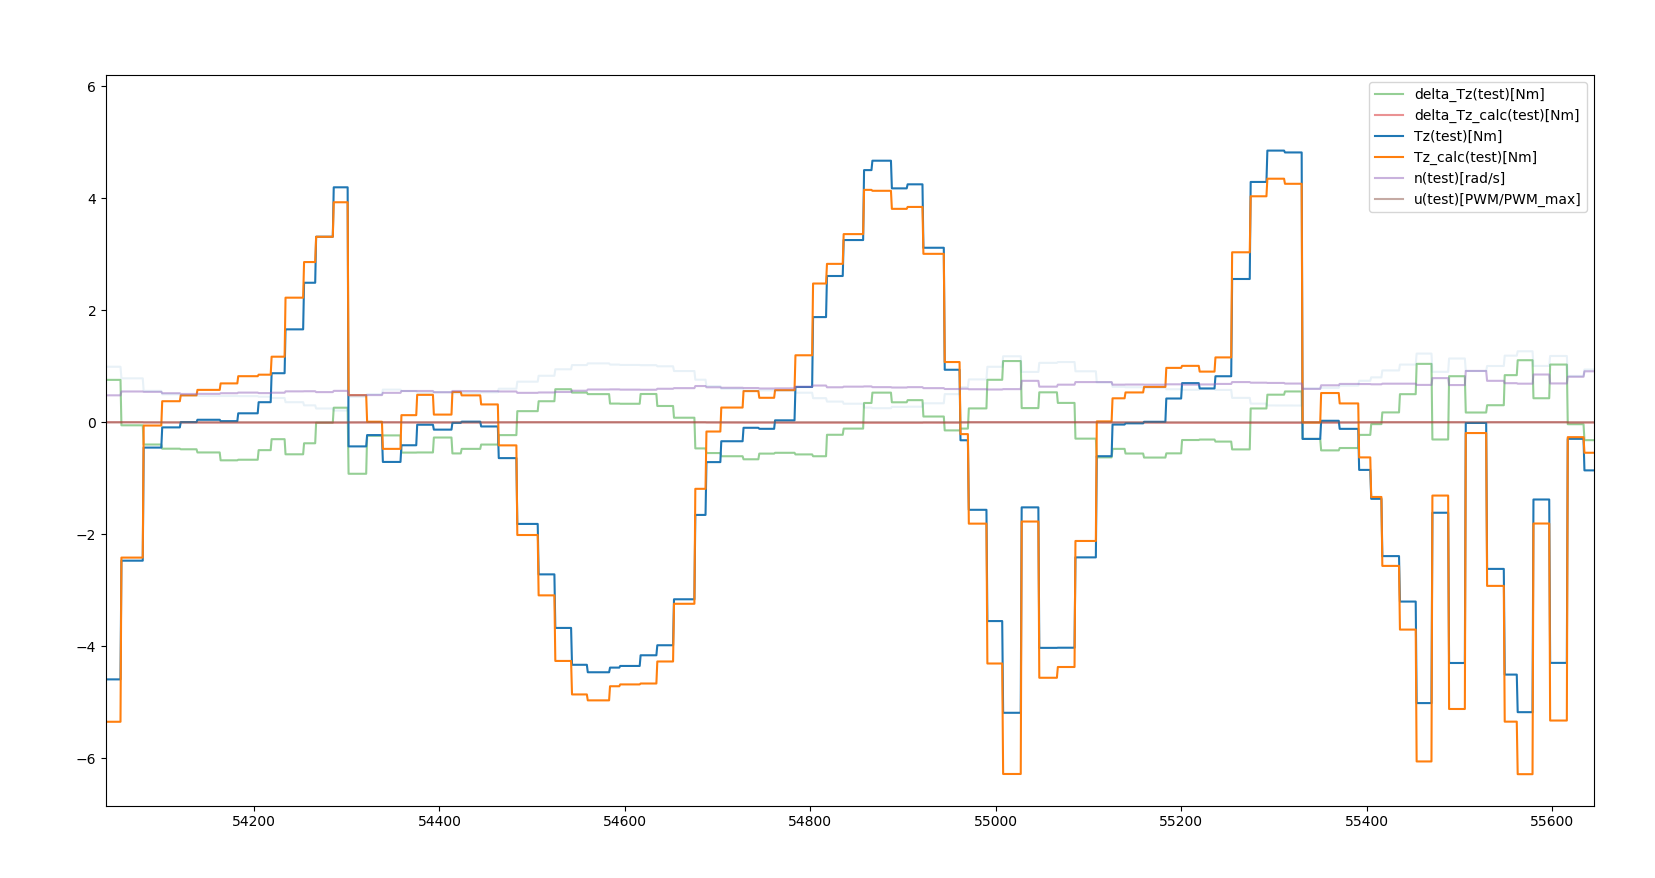 6
4
2
0
−2
−4
−6
54200 54400 54600 54800 55000 55200 55400 55600
delta_Tz(test)[Nm]
delta_Tz_calc(test)[Nm]
Tz(test)[Nm]
Tz_calc(test)[Nm]
n(test)[rad/s]
u(test)[PWM/PWM_max]